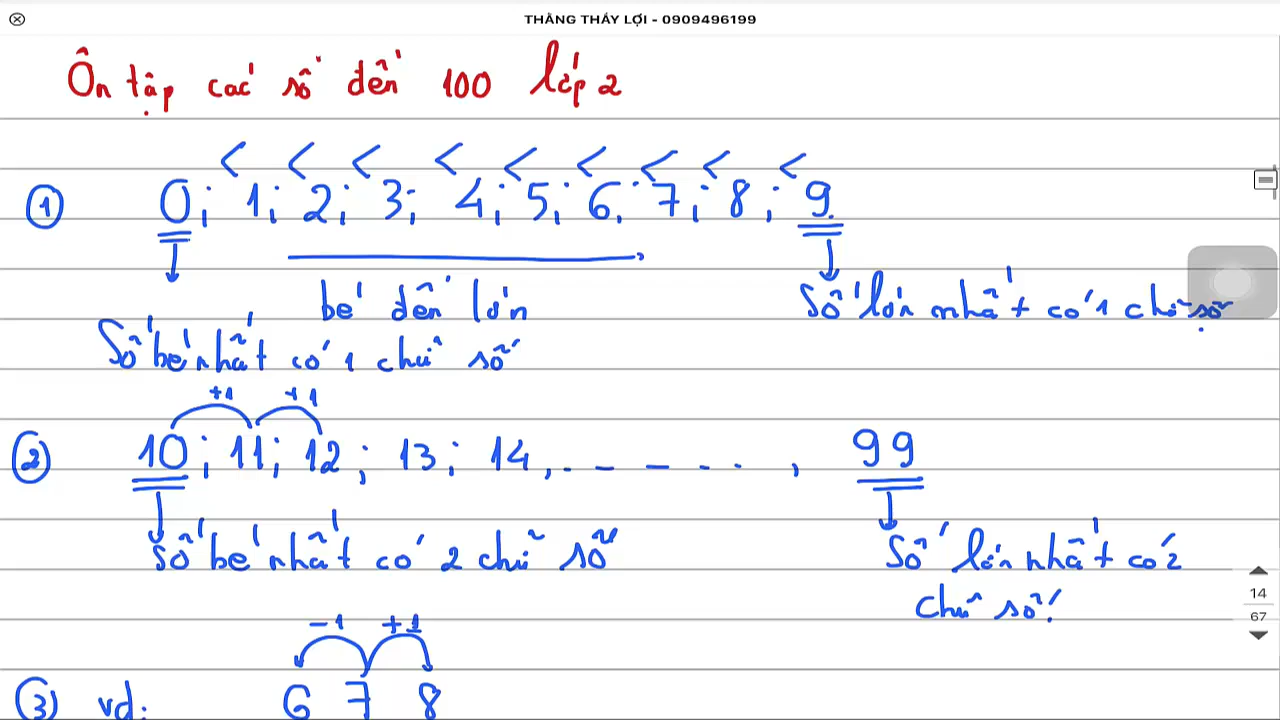 THẦNG THẦY LỢI - 0909496199
Ôn tập các số đến 100 lớp 2
< < < < < < < < <
① 0; 1; 2; 3; 4; 5; 6; 7; 8; 9
bé đến lớn
Số lớn nhất có 1 chữ số
Số bé nhất có 1 chữ số
+1 +1
② 10; 11; 12; 13; 14, . - - - . . , 99
Số bé nhất có 2 chữ số
Số lớn nhất có 2
chữ số
-1 +1
③ vd: 6 7 8
14
67